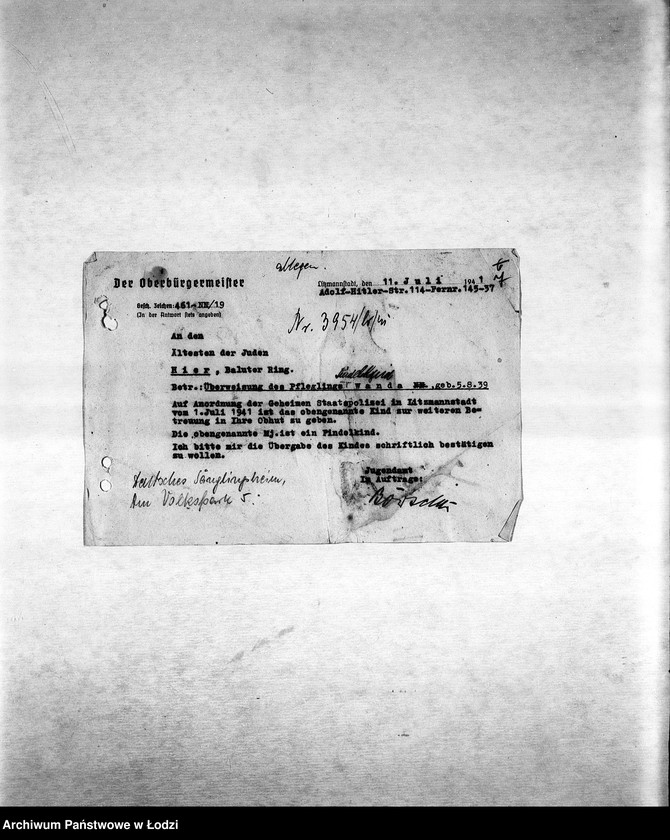 ablegen.
Der Oberbürgermeister
Litzmannstadt, den 11. Juli 1941
Adolf-Hitler-Str.114-Fernr.145-37
Gesch. Zeichen: 461-NN/19
(In der Antwort stets angeben)
Nr. 3954/
An den
Ältesten der Juden
Hier, Baluter Ring.
Betr.: Überweisung des Pfleglings Wanda NN., geb.5.8.39
Auf Anordnung der Geheimen Staatspolizei in Litzmannstadt
vom 1.Juli 1941 ist das obengenannte Kind zur weiteren Be-
treuung in Ihre Obhut zu geben.
Die obengenannte Mj.ist ein Findelkind.
Ich bitte mir die Übergabe des Kindes schriftlich bestätigen
zu wollen.
Jugendamt
Im Auftrage:
Säuglingsheim,
Am Volkspark 5.
Archiwum Państwowe w Łodzi